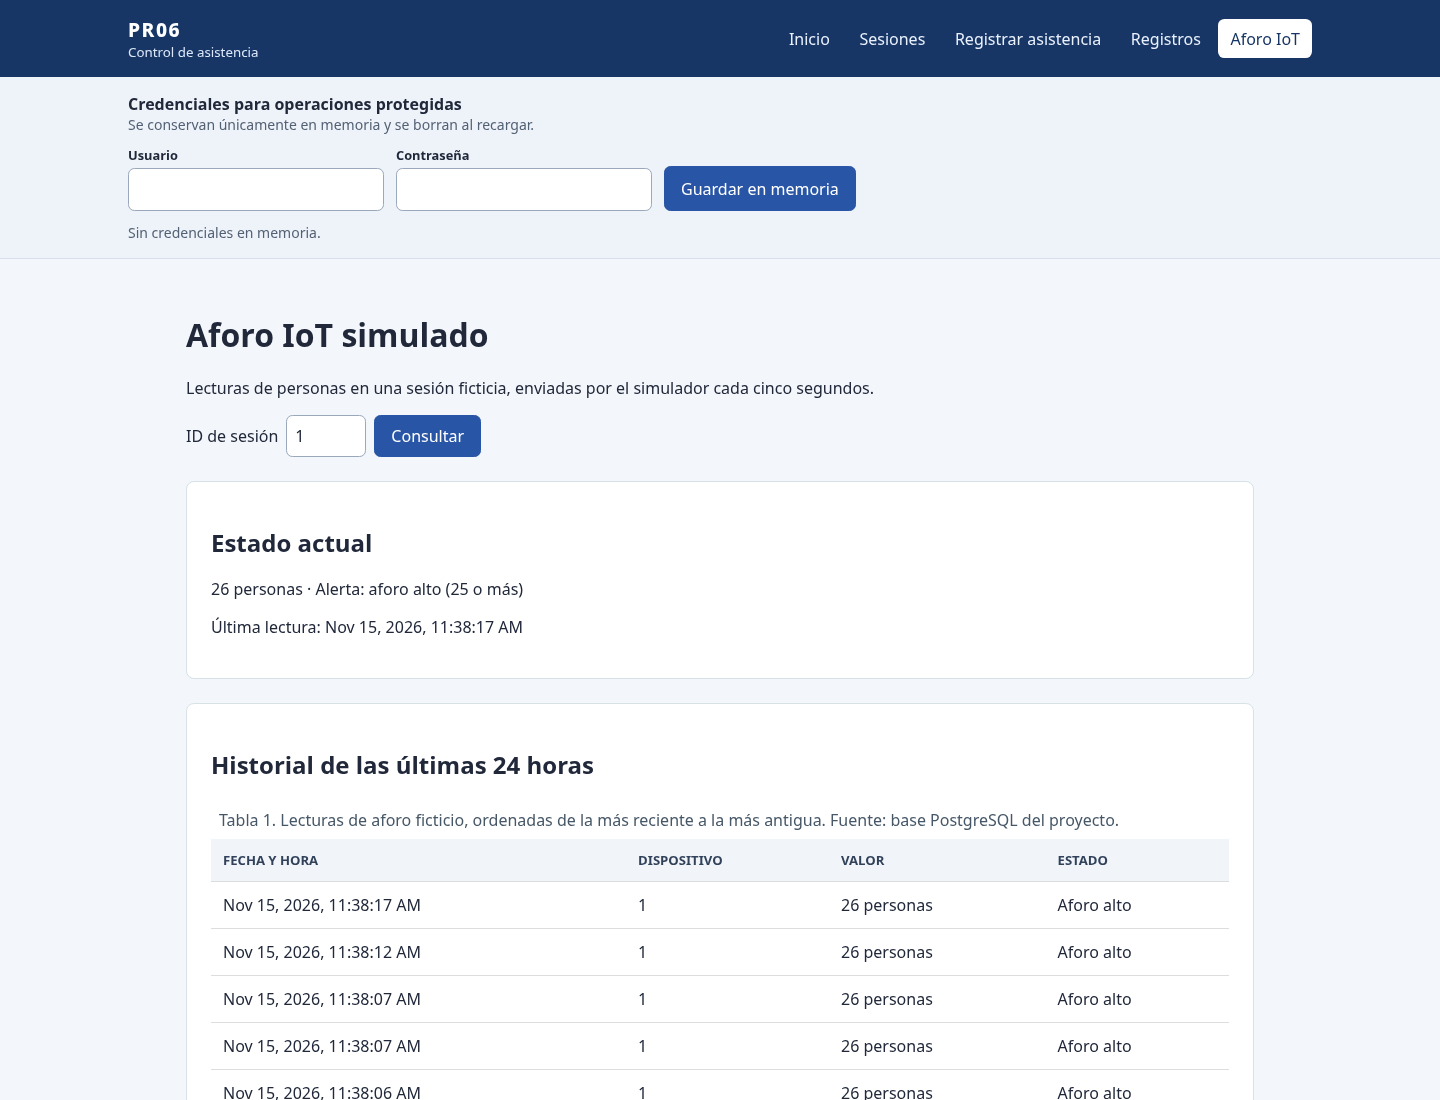 PR06
Control de asistencia
Inicio
Sesiones
Registrar asistencia
Registros
Aforo IoT
Credenciales para operaciones protegidas
Se conservan únicamente en memoria y se borran al recargar.
Usuario
Contraseña
Guardar en memoria
Sin credenciales en memoria.
Aforo IoT simulado
Lecturas de personas en una sesión ficticia, enviadas por el simulador cada cinco segundos.
ID de sesión 1 Consultar
Estado actual
26 personas · Alerta: aforo alto (25 o más)
Última lectura: Nov 15, 2026, 11:38:17 AM
Historial de las últimas 24 horas
Tabla 1. Lecturas de aforo ficticio, ordenadas de la más reciente a la más antigua. Fuente: base PostgreSQL del proyecto.
FECHA Y HORA DISPOSITIVO VALOR ESTADO
Nov 15, 2026, 11:38:17 AM 1 26 personas Aforo alto
Nov 15, 2026, 11:38:12 AM 1 26 personas Aforo alto
Nov 15, 2026, 11:38:07 AM 1 26 personas Aforo alto
Nov 15, 2026, 11:38:07 AM 1 26 personas Aforo alto
Nov 15, 2026, 11:38:06 AM 1 26 personas Aforo alto